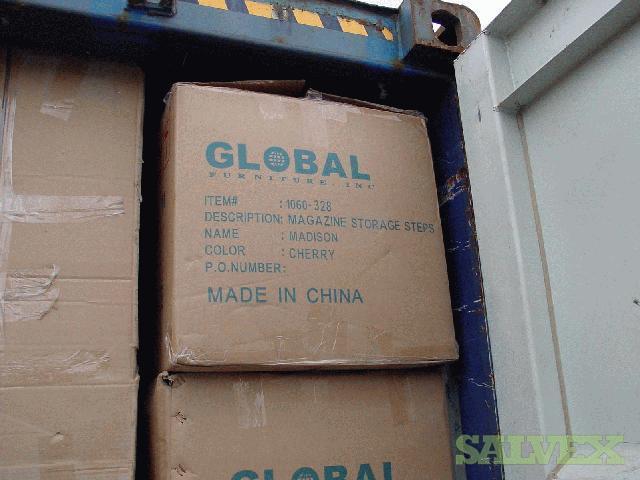 GLOBAL
FURNITURE, INC
ITEM# : 1060-328
DESCRIPTION: MAGAZINE STORAGE STEPS
NAME : MADISON
COLOR : CHERRY
P.O.NUMBER:
MADE IN CHINA
GLOBAL
SALVEX